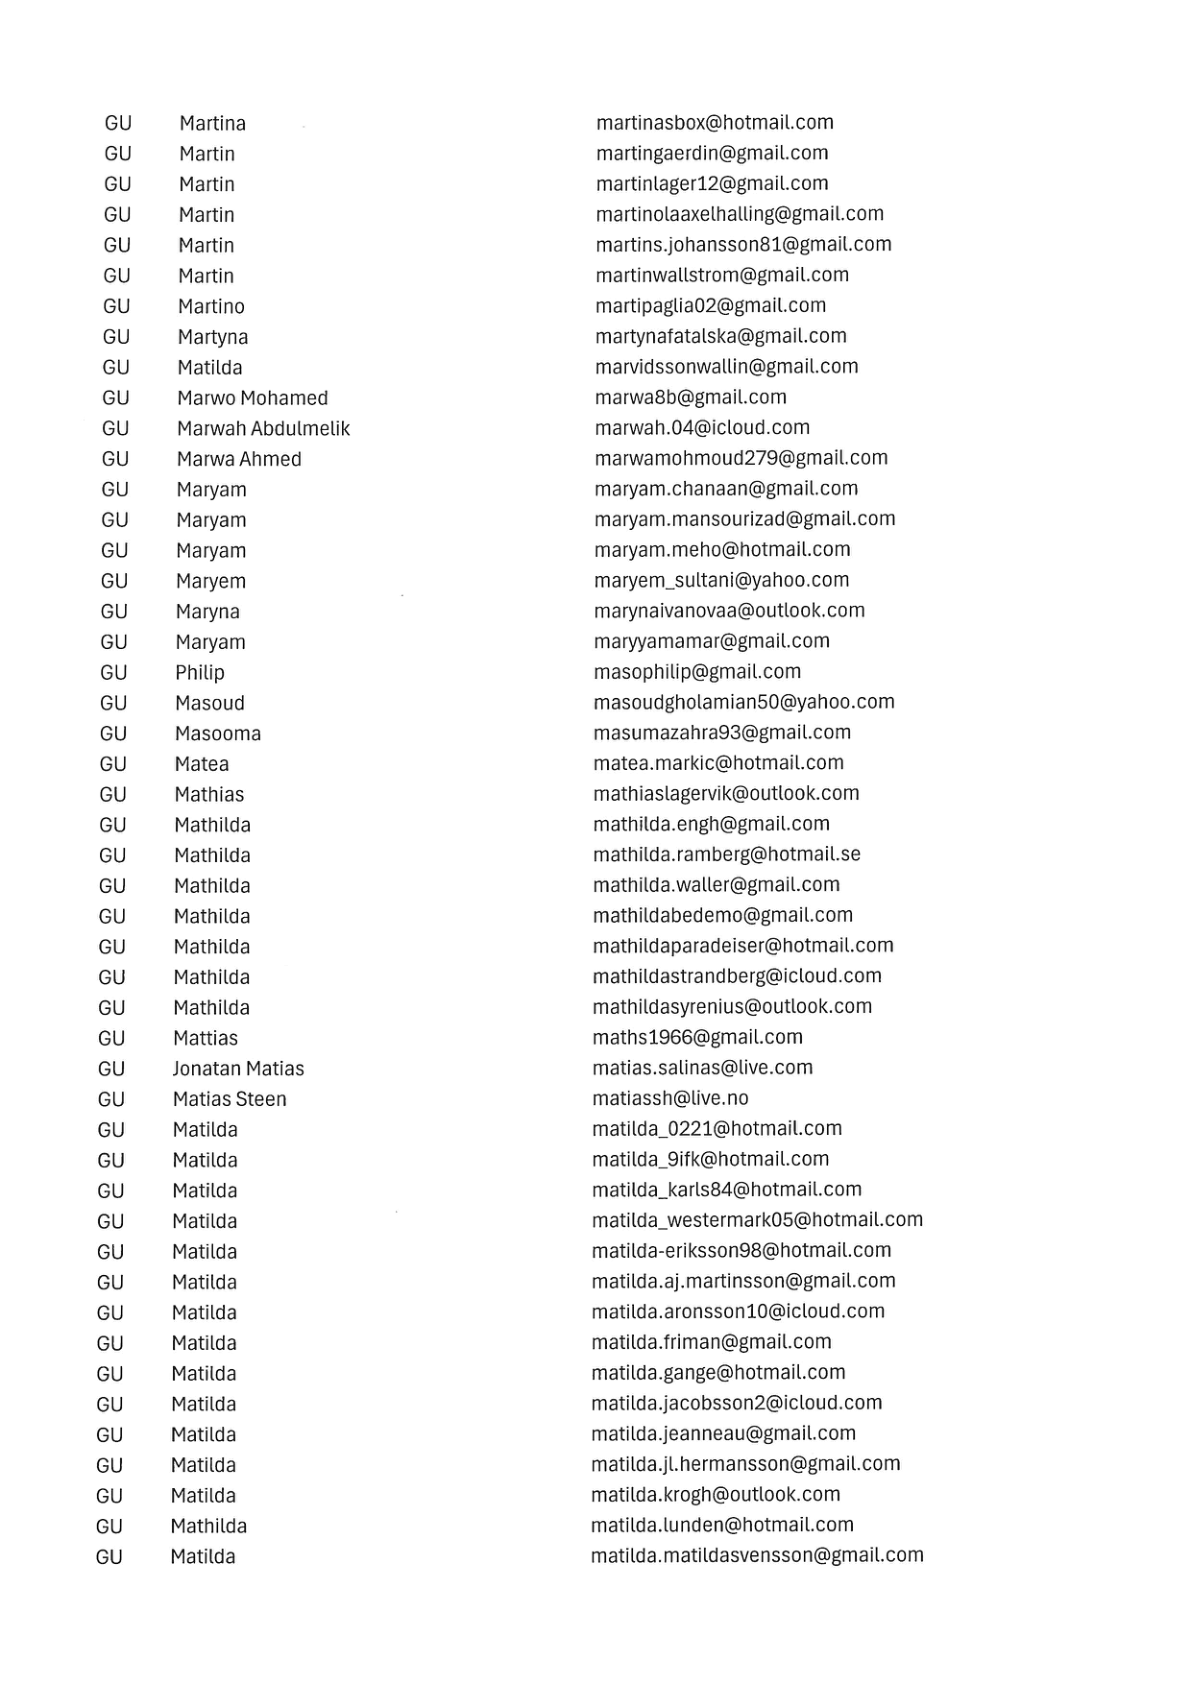 GU Martina martinasbox@hotmail.com
GU Martin martingaerdin@gmail.com
GU Martin martinlager12@gmail.com
GU Martin martinolaaxelhalling@gmail.com
GU Martin martins.johansson81@gmail.com
GU Martin martinwallstrom@gmail.com
GU Martino martipaglia02@gmail.com
GU Martyna martynafatalska@gmail.com
GU Matilda marvidssonwallin@gmail.com
GU Marwo Mohamed marwa8b@gmail.com
GU Marwah Abdulmelik marwah.04@icloud.com
GU Marwa Ahmed marwamohmoud279@gmail.com
GU Maryam maryam.chanaan@gmail.com
GU Maryam maryam.mansourizad@gmail.com
GU Maryam maryam.meho@hotmail.com
GU Maryem maryem_sultani@yahoo.com
GU Maryna marynaivanovaa@outlook.com
GU Maryam maryyamamar@gmail.com
GU Philip masophilip@gmail.com
GU Masoud masoudgholamian50@yahoo.com
GU Masooma masumazahra93@gmail.com
GU Matea matea.markic@hotmail.com
GU Mathias mathiaslagervik@outlook.com
GU Mathilda mathilda.engh@gmail.com
GU Mathilda mathilda.ramberg@hotmail.se
GU Mathilda mathilda.waller@gmail.com
GU Mathilda mathildabedemo@gmail.com
GU Mathilda mathildaparadeiser@hotmail.com
GU Mathilda mathildastrandberg@icloud.com
GU Mathilda mathildasyrenius@outlook.com
GU Mattias maths1966@gmail.com
GU Jonatan Matias matias.salinas@live.com
GU Matias Steen matiassh@live.no
GU Matilda matilda_0221@hotmail.com
GU Matilda matilda_9ifk@hotmail.com
GU Matilda matilda_karls84@hotmail.com
GU Matilda matilda_westermark05@hotmail.com
GU Matilda matilda-eriksson98@hotmail.com
GU Matilda matilda.aj.martinsson@gmail.com
GU Matilda matilda.aronsson10@icloud.com
GU Matilda matilda.friman@gmail.com
GU Matilda matilda.gange@hotmail.com
GU Matilda matilda.jacobsson2@icloud.com
GU Matilda matilda.jeanneau@gmail.com
GU Matilda matilda.jl.hermansson@gmail.com
GU Matilda matilda.krogh@outlook.com
GU Mathilda matilda.lunden@hotmail.com
GU Matilda matilda.matildasvensson@gmail.com